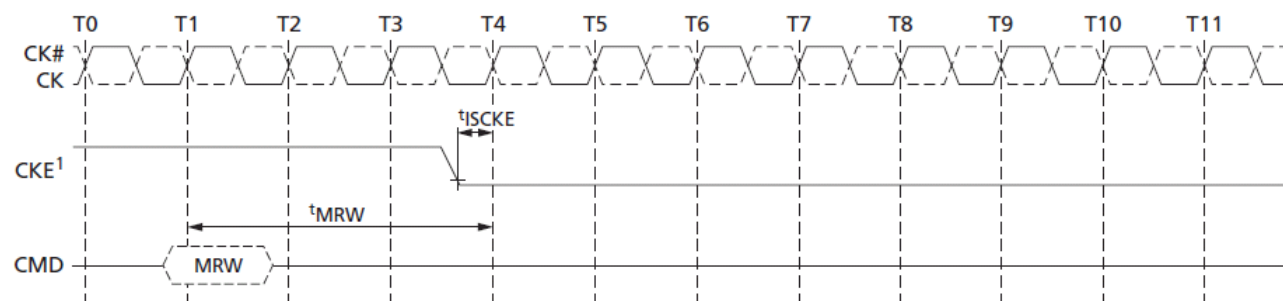 T0 T1 T2 T3 T4 T5 T6 T7 T8 T9 T10 T11
CK#
CK
tISCKE
CKE1
tMRW
CMD MRW